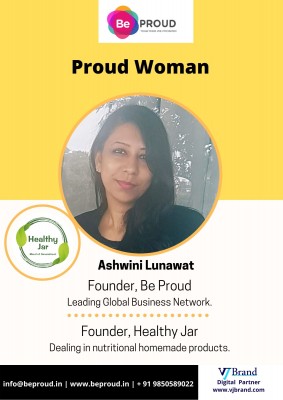 Be PROUD
Proud Woman
Healthy
Jar
Ashwini Lunawat
Founder, Be Proud
Leading Global Business Network.
Founder, Healthy Jar
Dealing in nutritional homemade products.
info@beproud.in | www.beproud.in | + 91 9850589022
VJ Brand
Digital Partner
www.vjbrand.com